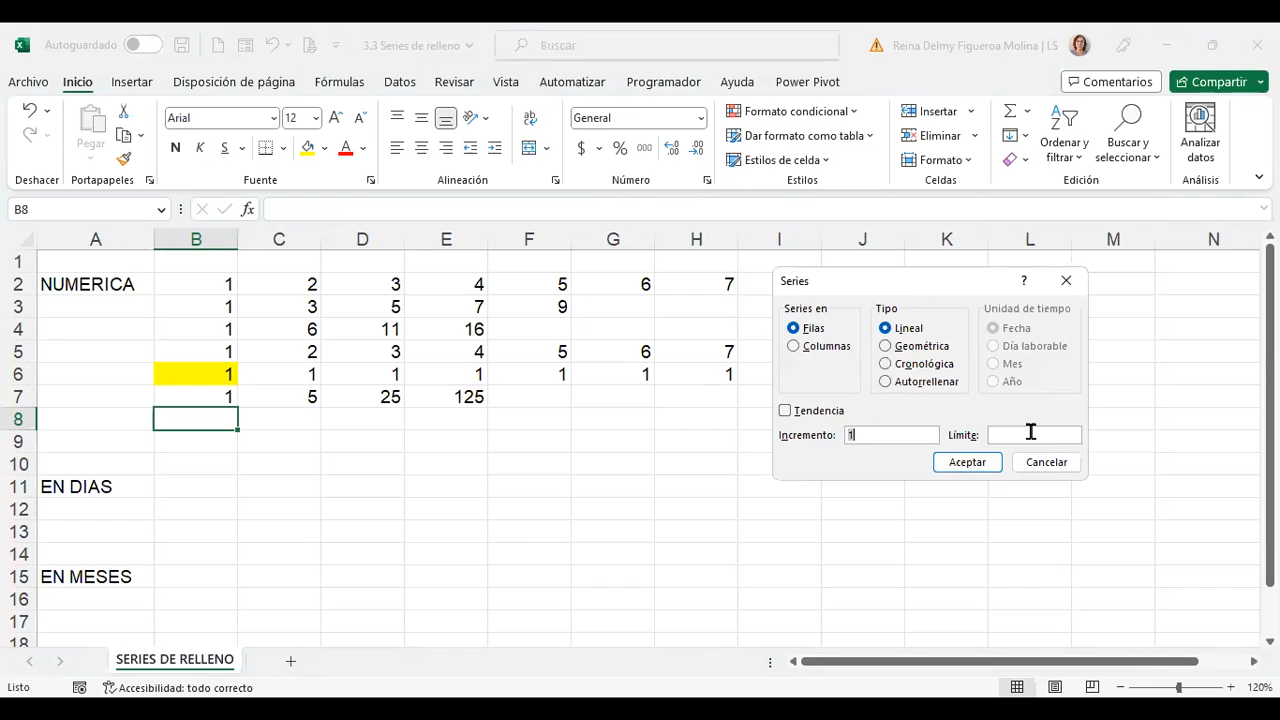 Autoguardado
3.3 Series de relleno
Buscar
Reina Delmy Figueroa Molina | LS
Archivo Inicio Insertar Disposición de página Fórmulas Datos Revisar Vista Automatizar Programador Ayuda Power Pivot
Comentarios Compartir
Pegar
Arial 12
N K S
ab
General
$ % 000
Formato condicional
Dar formato como tabla
Estilos de celda
Insertar
Eliminar
Formato
Ordenary filtrar
Buscar y seleccionar
Analizar datos
Deshacer Portapapeles Fuente Alineación Número Estilos Celdas Edición Análisis
B8 fx
A B C D E F G H I J K L M N
1
2 NUMERICA 1 2 3 4 5 6 7
3 1 3 5 7 9
4 1 6 11 16
5 1 2 3 4 5 6 7
6 1 1 1 1 1 1 1
7 1 5 25 125
8
9
10
11 EN DIAS
12
13
14
15 EN MESES
16
17
18
Series ?
Series en Tipo Unidad de tiempo
Filas Lineal Fecha
Columnas Geométrica Día laborable
Cronológica Mes
Autorrellenar Año
Tendencia
Incremento: 1 Límite:
Aceptar Cancelar
SERIES DE RELLENO
Listo Accesibilidad: todo correcto 120%